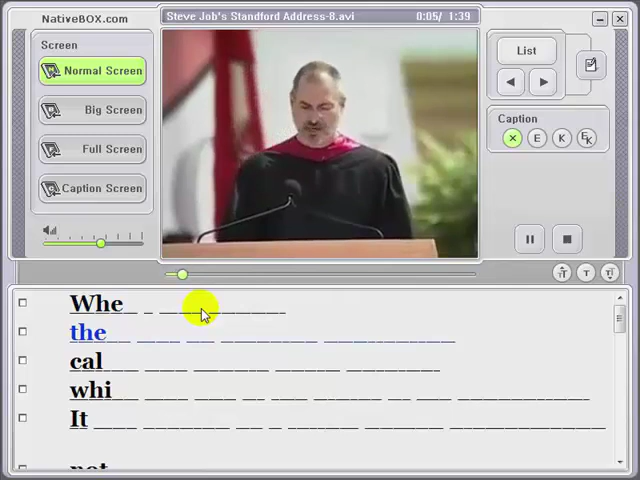 NativeBOX.com
Steve Job's Standford Address-8.avi
0:05/ 1:39
Screen
Normal Screen
Big Screen
Full Screen
Caption Screen
List
Caption
X E K EK
T T T
Whe
the
cal
whi
It
not